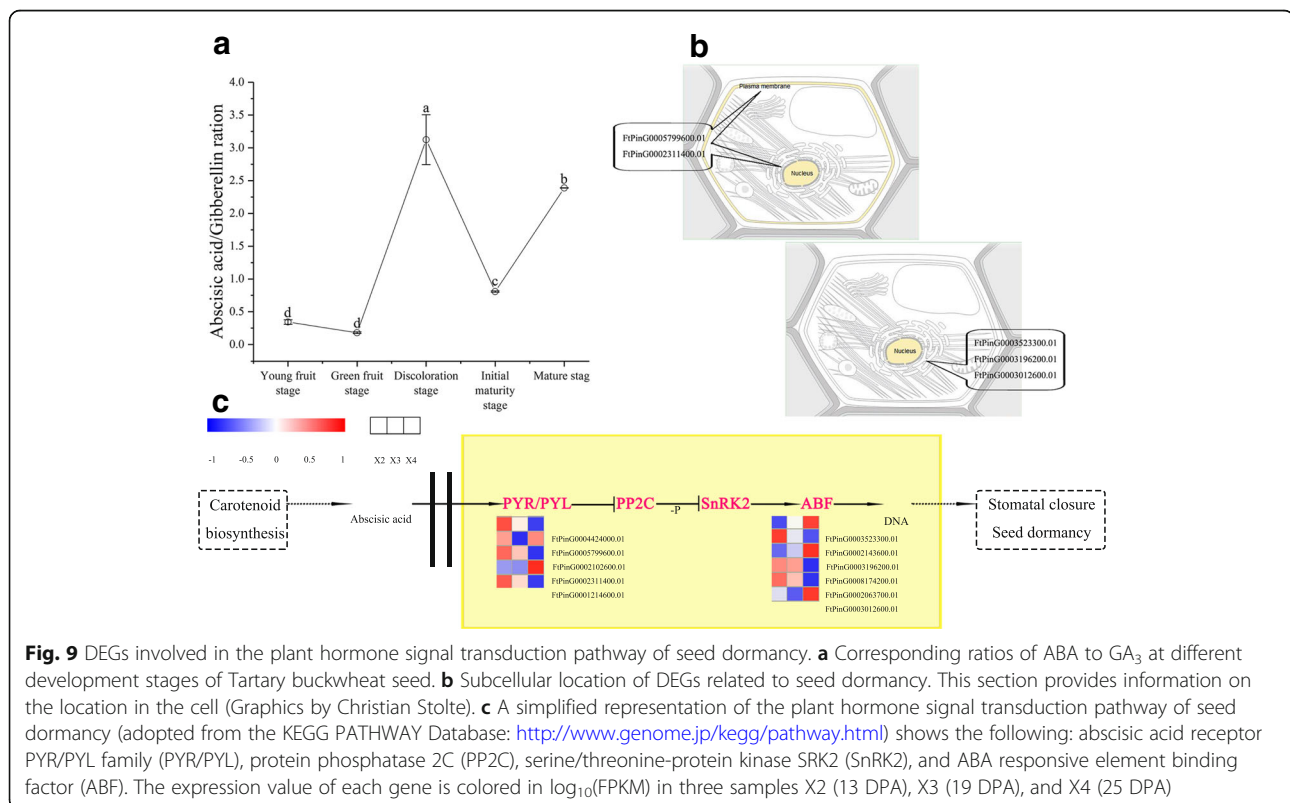 a
Abscisic acid/Gibberellin ration
4.0
3.5
3.0
2.5
2.0
1.5
1.0
0.5
0.0
d
d
a
c
b
Young fruit stage
Green fruit stage
Discoloration stage
Initial maturity stage
Mature stag
b
Plasma membrane
FtPinG0005799600.01
FtPinG0002311400.01
Nucleus
Nucleus
FtPinG0003523300.01
FtPinG0003196200.01
FtPinG0003012600.01
c
-1 -0.5 0 0.5 1
X2 X3 X4
Carotenoid
biosynthesis
Abscisic acid
PYR/PYL PP2C -P SnRK2 ABF
DNA
Stomatal closure
Seed dormancy
FtPinG0004424000.01
FtPinG0005799600.01
FtPinG0002102600.01
FtPinG0002311400.01
FtPinG0001214600.01
FtPinG0003523300.01
FtPinG0002143600.01
FtPinG0003196200.01
FtPinG0008174200.01
FtPinG0002063700.01
FtPinG0003012600.01
Fig. 9 DEGs involved in the plant hormone signal transduction pathway of seed dormancy. a Corresponding ratios of ABA to GA₃ at different
development stages of Tartary buckwheat seed. b Subcellular location of DEGs related to seed dormancy. This section provides information on
the location in the cell (Graphics by Christian Stolte). c A simplified representation of the plant hormone signal transduction pathway of seed
dormancy (adopted from the KEGG PATHWAY Database: http://www.genome.jp/kegg/pathway.html) shows the following: abscisic acid receptor
PYR/PYL family (PYR/PYL), protein phosphatase 2C (PP2C), serine/threonine-protein kinase SRK2 (SnRK2), and ABA responsive element binding
factor (ABF). The expression value of each gene is colored in log₁₀(FPKM) in three samples X2 (13 DPA), X3 (19 DPA), and X4 (25 DPA)